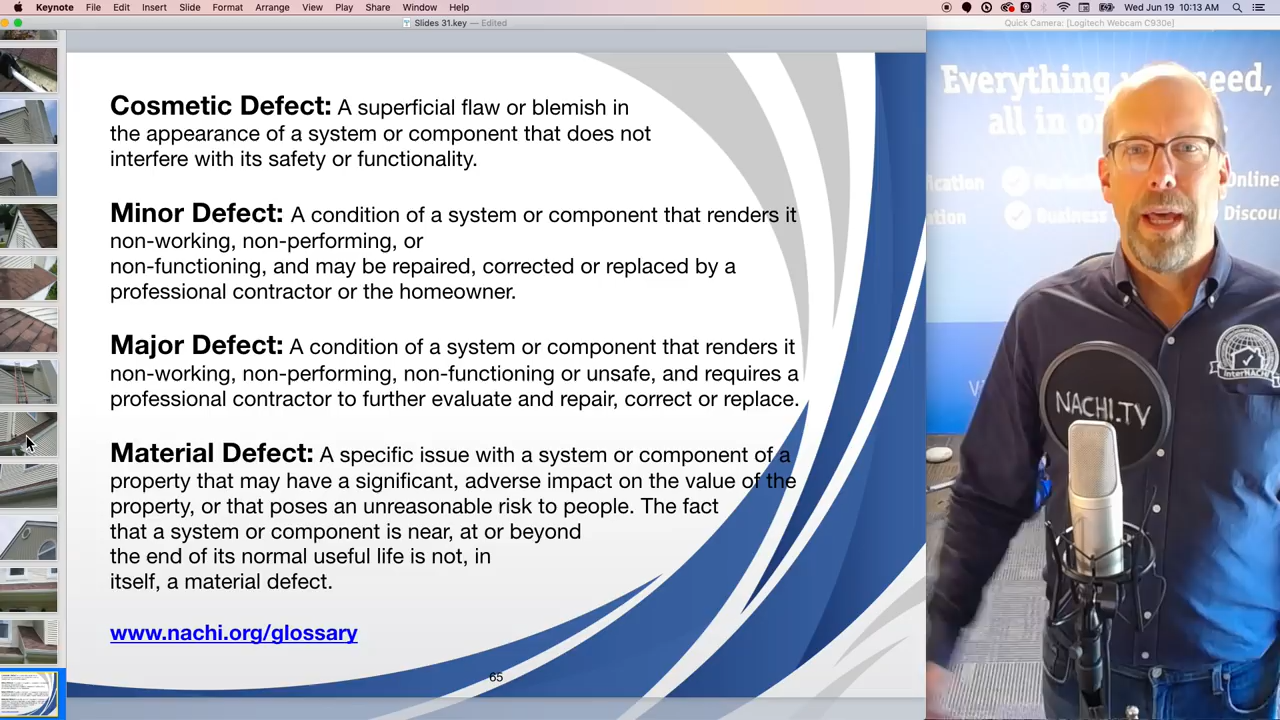 Keynote File Edit Insert Slide Format Arrange View Play Share Window Help
Wed Jun 19 10:13 AM
Slides 31.key — Edited
Quick Camera: [Logitech Webcam C930e]
Cosmetic Defect: A superficial flaw or blemish in
the appearance of a system or component that does not
interfere with its safety or functionality.
Minor Defect: A condition of a system or component that renders it
non-working, non-performing, or
non-functioning, and may be repaired, corrected or replaced by a
professional contractor or the homeowner.
Major Defect: A condition of a system or component that renders it
non-working, non-performing, non-functioning or unsafe, and requires a
professional contractor to further evaluate and repair, correct or replace.
Material Defect: A specific issue with a system or component of a
property that may have a significant, adverse impact on the value of the
property, or that poses an unreasonable risk to people. The fact
that a system or component is near, at or beyond
the end of its normal useful life is not, in
itself, a material defect.
www.nachi.org/glossary
65
Everything need,
all in
Online
Business Discou
InterNACHI
NACHI.TV